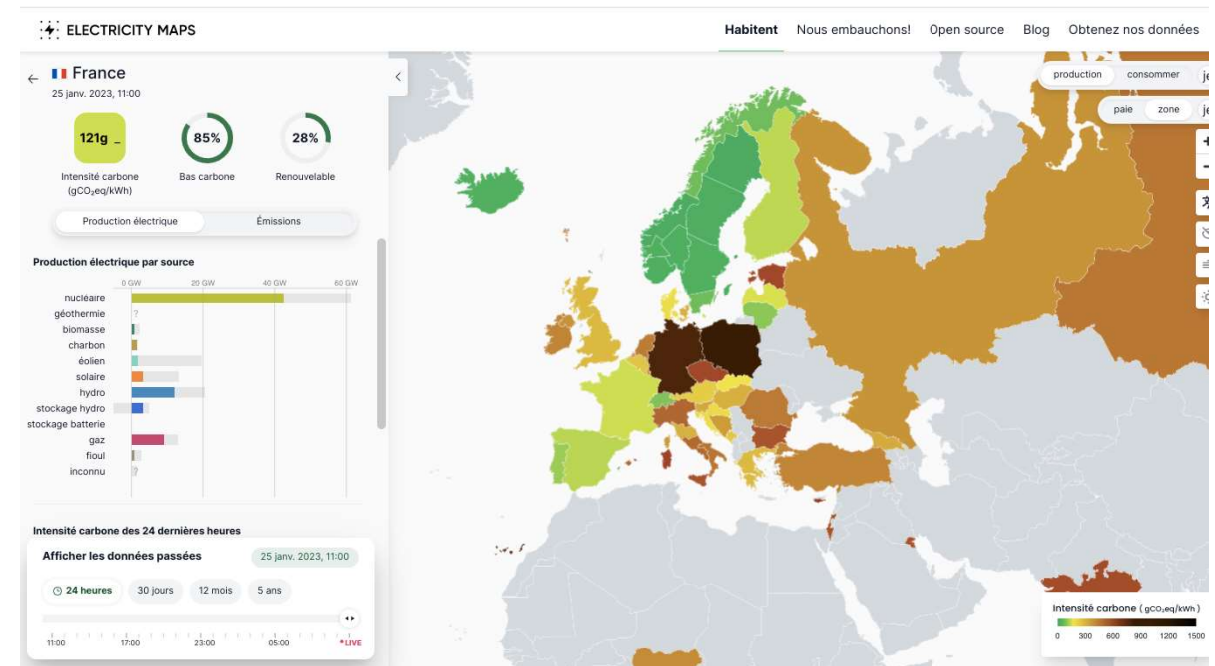 ELECTRICITY MAPS
Habitent Nous embauchons! Open source Blog Obtenez nos données
← France
25 janv. 2023, 11:00
121g _ 85% 28%
Intensité carbone Bas carbone Renouvelable
(gCO₂eq/kWh)
Production électrique Émissions
Production électrique par source
0 GW 20 GW 40 GW 60 GW
nucléaire
géothermie ?
biomasse
charbon
éolien
solaire
hydro
stockage hydro
stockage batterie
gaz
fioul
inconnu ?
Intensité carbone des 24 dernières heures
Afficher les données passées 25 janv. 2023, 11:00
24 heures 30 jours 12 mois 5 ans
11:00 17:00 23:00 05:00 LIVE
production consommer je
paie zone je
+
-
Intensité carbone ( gCO₂eq/kWh )
0 300 600 900 1200 1500